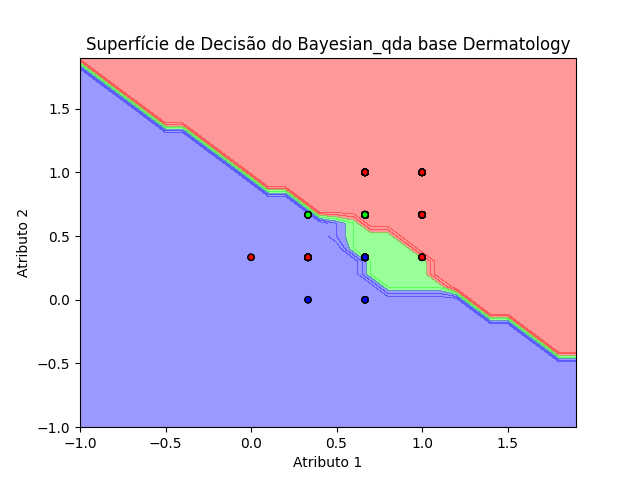 Superfície de Decisão do Bayesian_qda base Dermatology
1.5
1.0
0.5
0.0
−0.5
−1.0
Atributo 2
−1.0 −0.5 0.0 0.5 1.0 1.5
Atributo 1